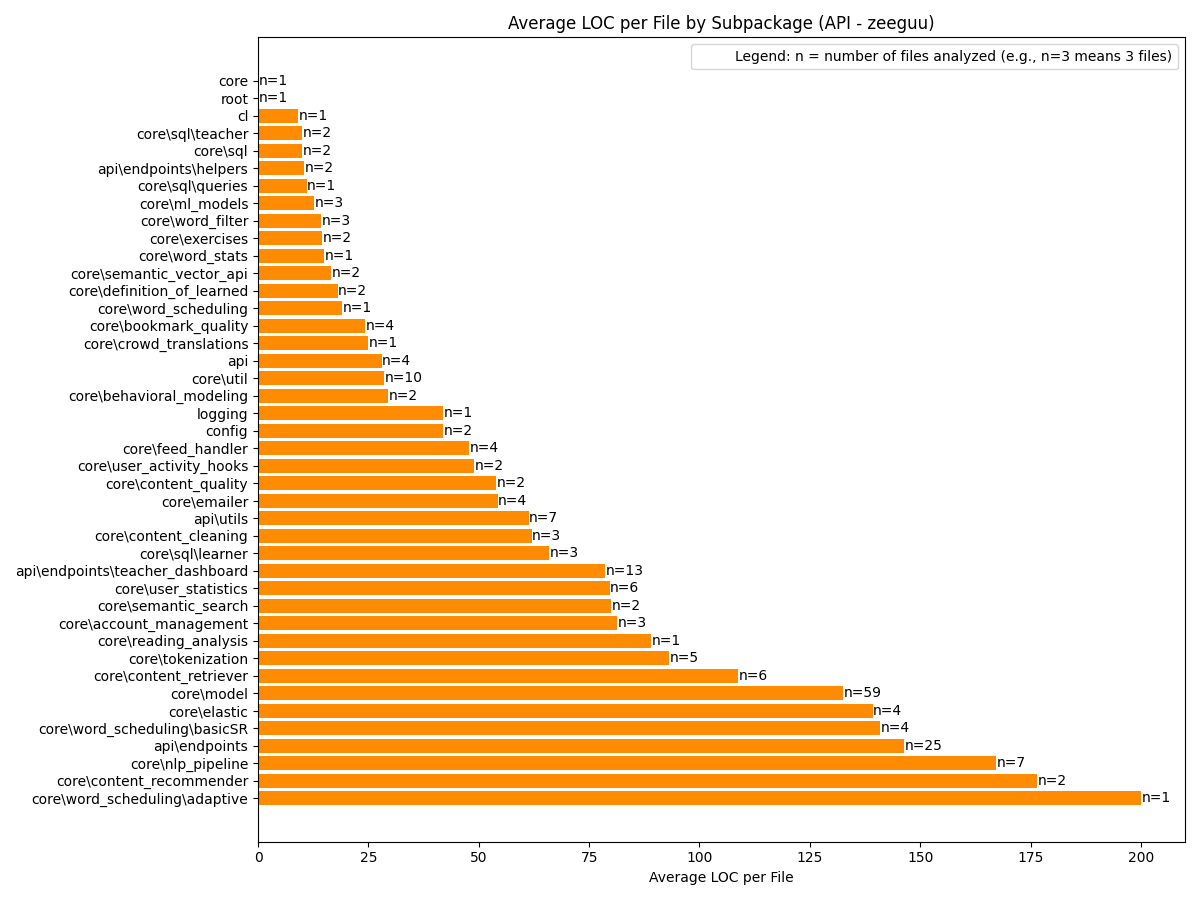 Average LOC per File by Subpackage (API - zeeguu)
Legend: n = number of files analyzed (e.g., n=3 means 3 files)
core n=1
root n=1
cl n=1
core\sql\teacher n=2
core\sql n=2
api\endpoints\helpers n=2
core\sql\queries n=1
core\ml_models n=3
core\word_filter n=3
core\exercises n=2
core\word_stats n=1
core\semantic_vector_api n=2
core\definition_of_learned n=2
core\word_scheduling n=1
core\bookmark_quality n=4
core\crowd_translations n=1
api n=4
core\util n=10
core\behavioral_modeling n=2
logging n=1
config n=2
core\feed_handler n=4
core\user_activity_hooks n=2
core\content_quality n=2
core\emailer n=4
api\utils n=7
core\content_cleaning n=3
core\sql\learner n=3
api\endpoints\teacher_dashboard n=13
core\user_statistics n=6
core\semantic_search n=2
core\account_management n=3
core\reading_analysis n=1
core\tokenization n=5
core\content_retriever n=6
core\model n=59
core\elastic n=4
core\word_scheduling\basicSR n=4
api\endpoints n=25
core\nlp_pipeline n=7
core\content_recommender n=2
core\word_scheduling\adaptive n=1
0 25 50 75 100 125 150 175 200
Average LOC per File